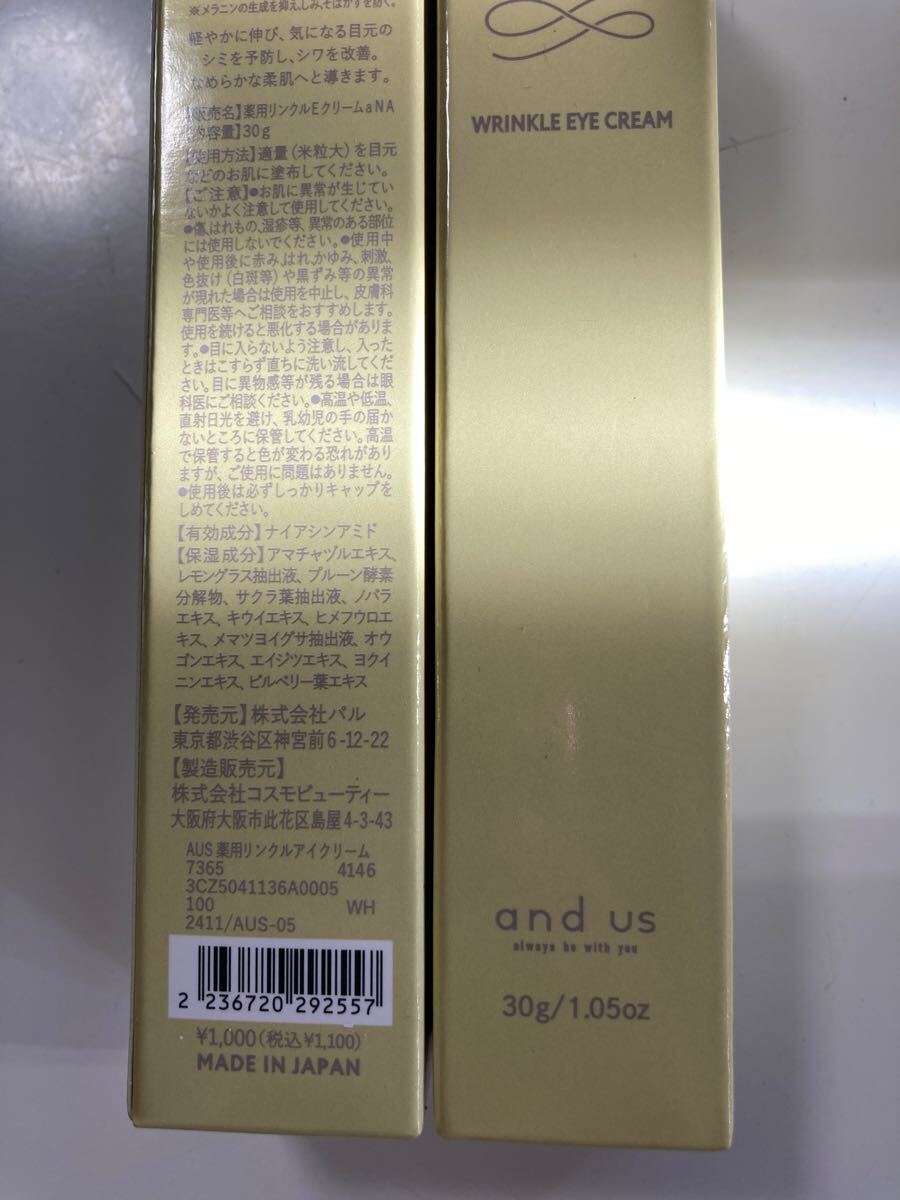 ※メラニンの生成を抑え、しみ、そばかすを防ぐ。
軽やかに伸び、気になる目元の
シミを予防し、シワを改善。
なめらかな柔肌へと導きます。
【販売名】薬用リンクルEクリームaNA
【内容量】30g
【使用方法】適量（米粒大）を目元
などのお肌に塗布してください。
【ご注意】●お肌に異常が生じてい
ないかよく注意して使用してください。
●傷、はれもの、湿疹等、異常のある部位
には使用しないでください。●使用中
や使用後に赤み、はれ、かゆみ、刺激、
色抜け（白斑等）や黒ずみ等の異常
が現れた場合は使用を中止し、皮膚科
専門医等へご相談をおすすめします。
使用を続けると悪化する場合がありま
す。●目に入らないよう注意し、入った
ときはこすらず直ちに洗い流してくだ
さい。目に異物感等が残る場合は眼
科医にご相談ください。●高温や低温、
直射日光を避け、乳幼児の手の届か
ないところに保管してください。高温
で保管すると色が変わる恐れがあり
ますが、ご使用に問題はありません。
●使用後は必ずしっかりキャップを
しめてください。
【有効成分】ナイアシンアミド
【保湿成分】アマチャヅルエキス、
レモングラス抽出液、プルーン酵素
分解物、サクラ葉抽出液、ノバラ
エキス、キウイエキス、ヒメフウロエ
キス、メマツヨイグサ抽出液、オウ
ゴンエキス、エイジツエキス、ヨクイ
ニンエキス、ビルベリー葉エキス
【発売元】株式会社パル
東京都渋谷区神宮前6-12-22
【製造販売元】
株式会社コスモビューティー
大阪府大阪市此花区島屋4-3-43
AUS 薬用リンクルアイクリーム
7365 4146
3CZ5041136A0005
100 WH
2411/AUS-05
2 236720 292557
¥1,000(税込¥1,100)
MADE IN JAPAN
WRINKLE EYE CREAM
and us
always be with you
30g/1.05oz